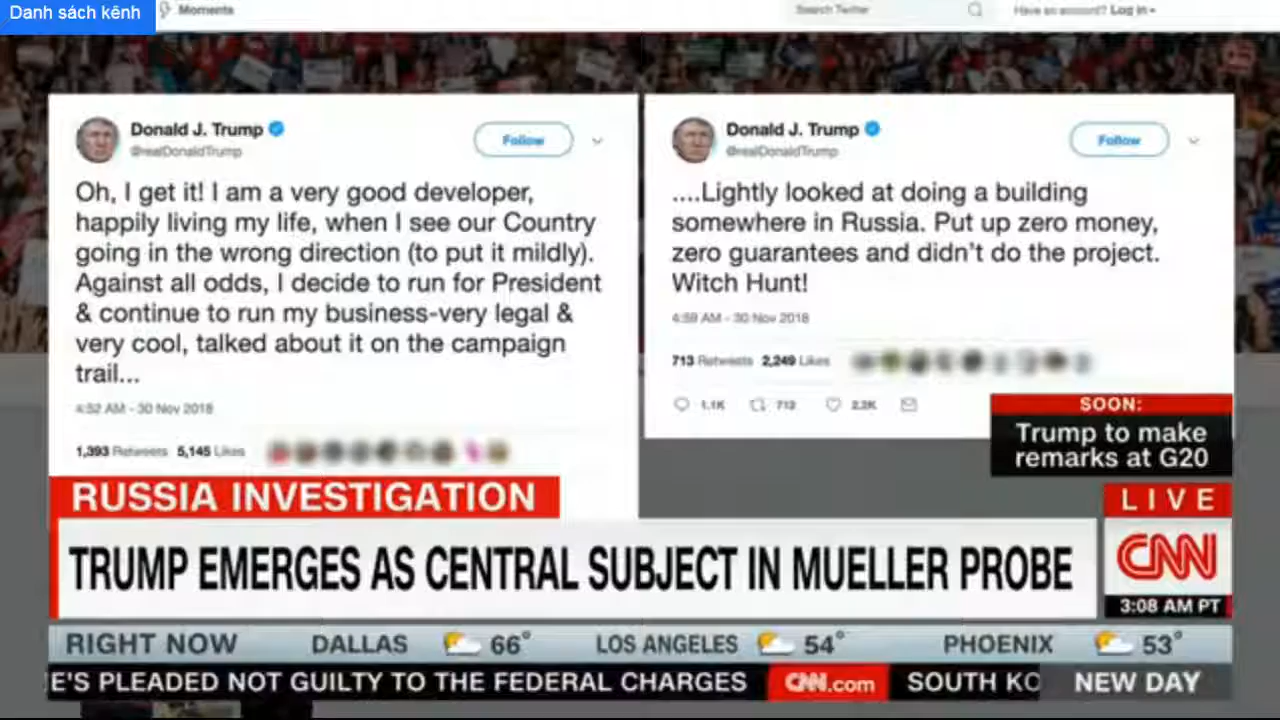 Danh sách kênh
Moments
Search Twitter
Have an account? Log in
Donald J. Trump
@realDonaldTrump
Follow
Oh, I get it! I am a very good developer,
happily living my life, when I see our Country
going in the wrong direction (to put it mildly).
Against all odds, I decide to run for President
& continue to run my business-very legal &
very cool, talked about it on the campaign
trail...
4:52 AM - 30 Nov 2018
1,393 Retweets 5,145 Likes
Donald J. Trump
@realDonaldTrump
Follow
....Lightly looked at doing a building
somewhere in Russia. Put up zero money,
zero guarantees and didn't do the project.
Witch Hunt!
4:59 AM - 30 Nov 2018
713 Retweets 2,249 Likes
1.1K 713 2.2K
SOON:
Trump to make
remarks at G20
RUSSIA INVESTIGATION
TRUMP EMERGES AS CENTRAL SUBJECT IN MUELLER PROBE
LIVE
CNN
3:08 AM PT
RIGHT NOW DALLAS 66° LOS ANGELES 54° PHOENIX 53°
E'S PLEADED NOT GUILTY TO THE FEDERAL CHARGES CNN.com SOUTH KO NEW DAY